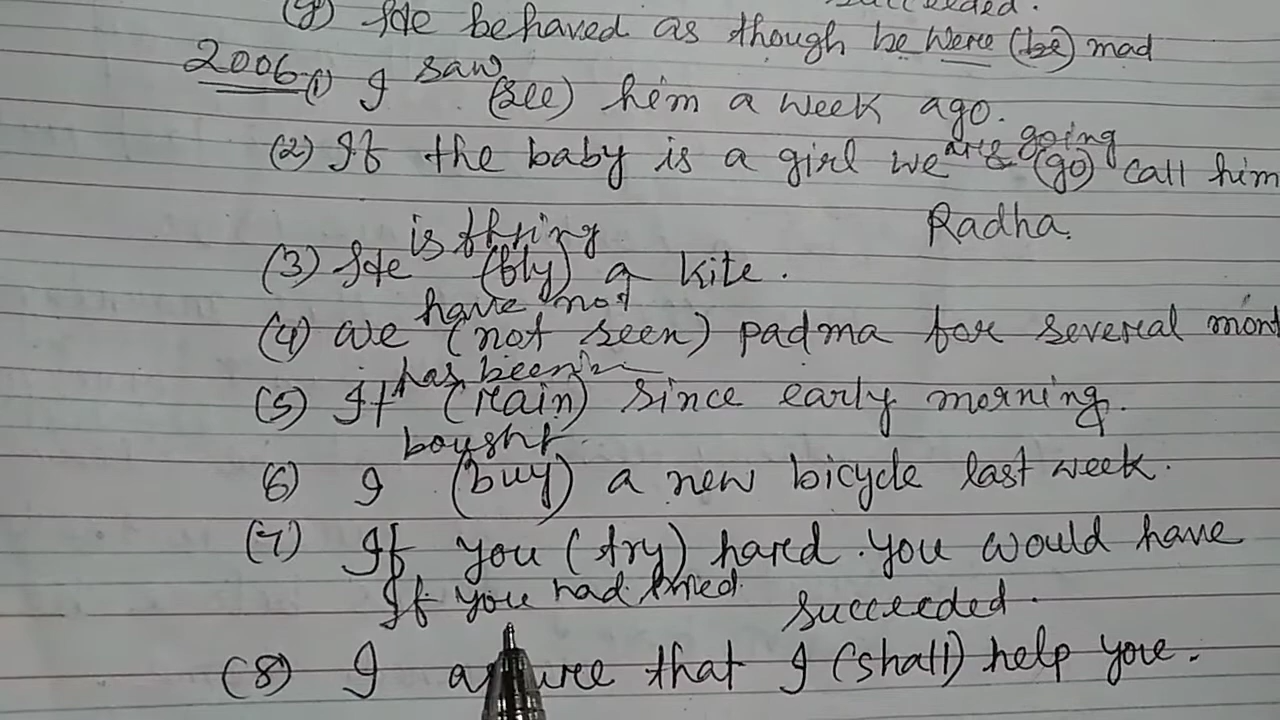 succeeded.
(9) He behaved as though he were (be) mad
2006 (1) I saw (see) him a week ago.
(2) If the baby is a girl we are going (go) call him
Radha.
is flying
(3) He (fly) a kite.
have not
(4) We (not seen) padma for several mont
has been
(5) It (rain) since early morning.
bought
(6) I (buy) a new bicycle last week.
(7) If you (try) hard . you would have
If you had tried. succeeded.
(8) I that I (shall) help you.